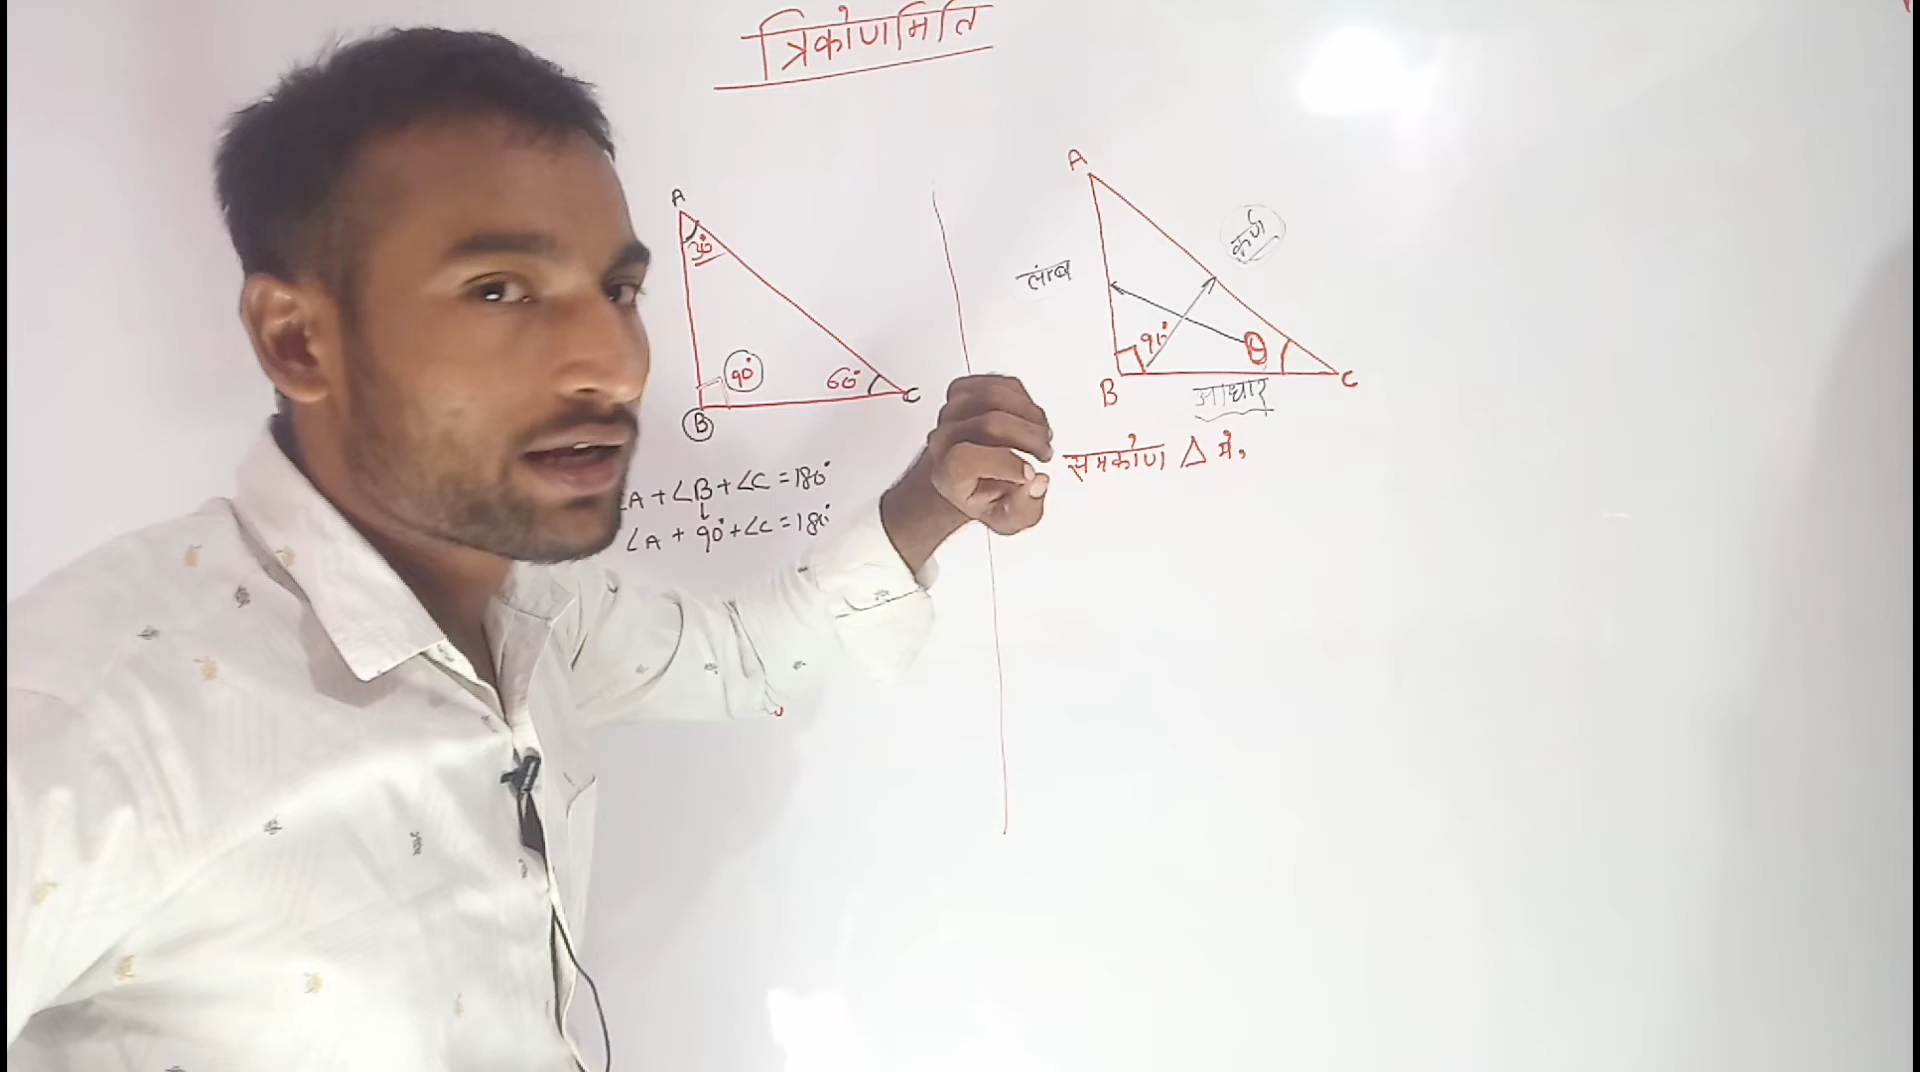 त्रिकोणमिति
A
30°
90°
60°
B
C
∠A + ∠B + ∠C = 180°
∠A + 90° + ∠C = 180°
A
कर्ण
लंम्ब
90°
θ
B
C
आधार
समकोण △ में,